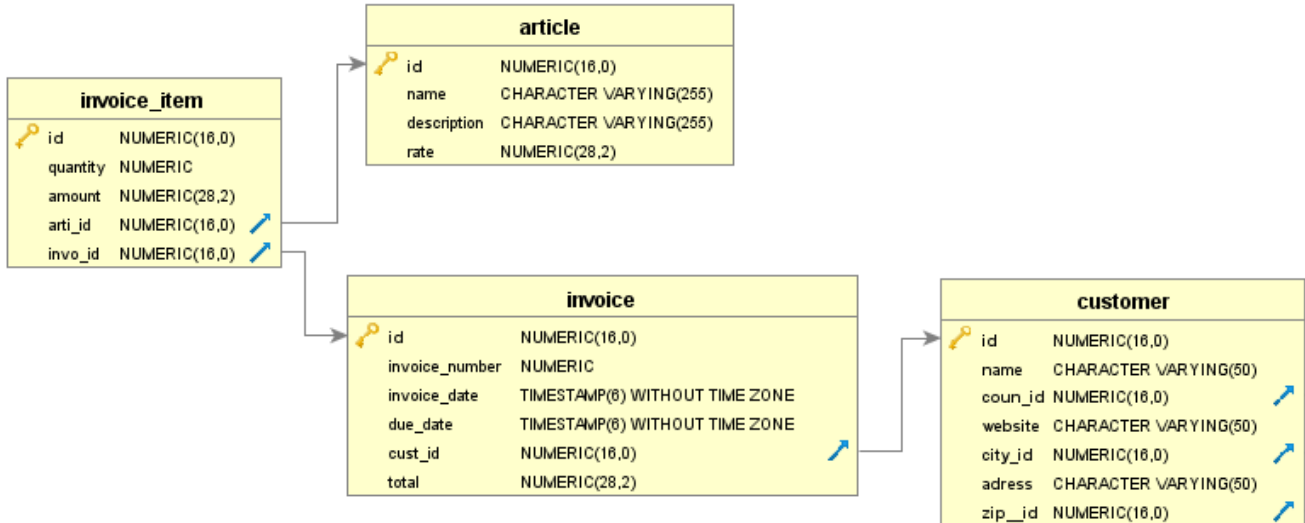 article
id NUMERIC(16,0)
name CHARACTER VARYING(255)
description CHARACTER VARYING(255)
rate NUMERIC(28,2)
invoice_item
id NUMERIC(16,0)
quantity NUMERIC
amount NUMERIC(28,2)
arti_id NUMERIC(16,0)
invo_id NUMERIC(16,0)
invoice
id NUMERIC(16,0)
invoice_number NUMERIC
invoice_date TIMESTAMP(6) WITHOUT TIME ZONE
due_date TIMESTAMP(6) WITHOUT TIME ZONE
cust_id NUMERIC(16,0)
total NUMERIC(28,2)
customer
id NUMERIC(16,0)
name CHARACTER VARYING(50)
coun_id NUMERIC(16,0)
website CHARACTER VARYING(50)
city_id NUMERIC(16,0)
adress CHARACTER VARYING(50)
zip__id NUMERIC(16,0)